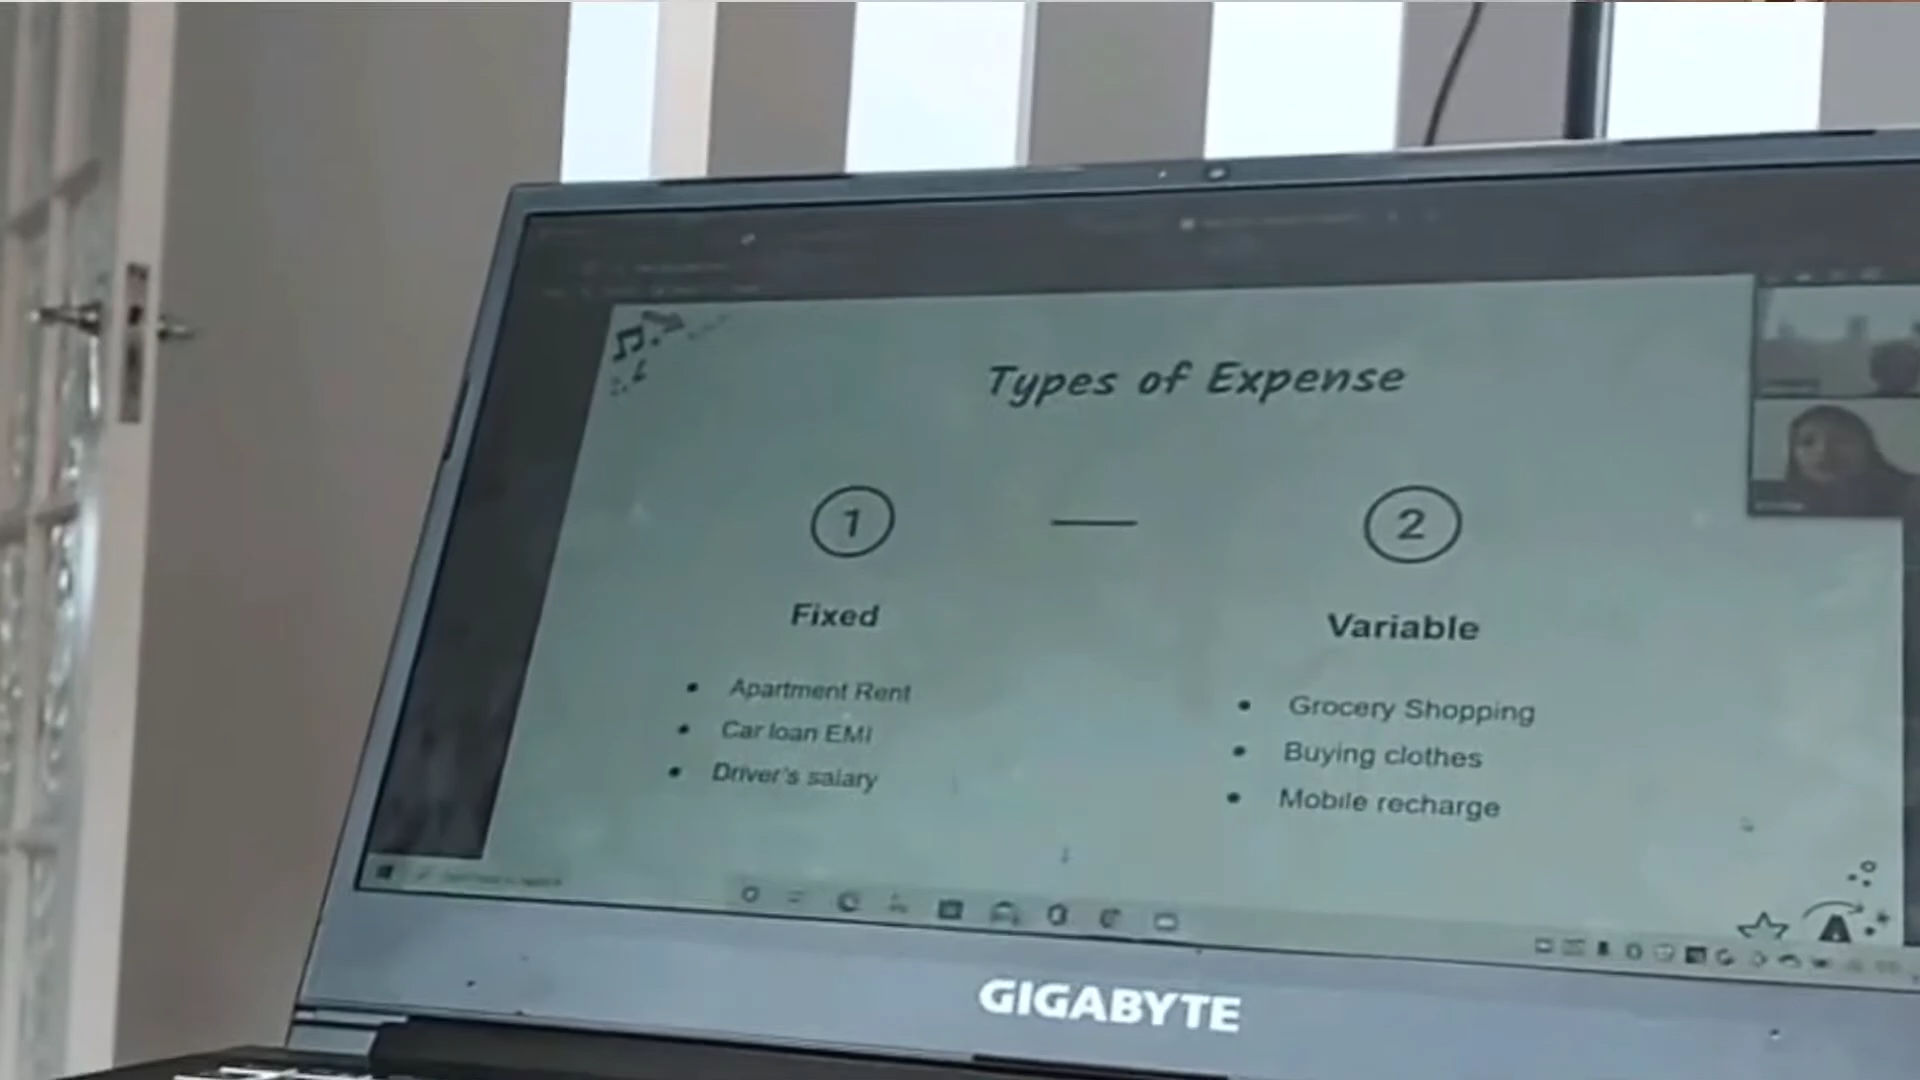 Types of Expense
1
2
Fixed
Variable
Apartment Rent
Car loan EMI
Driver's salary
Grocery Shopping
Buying clothes
Mobile recharge
GIGABYTE